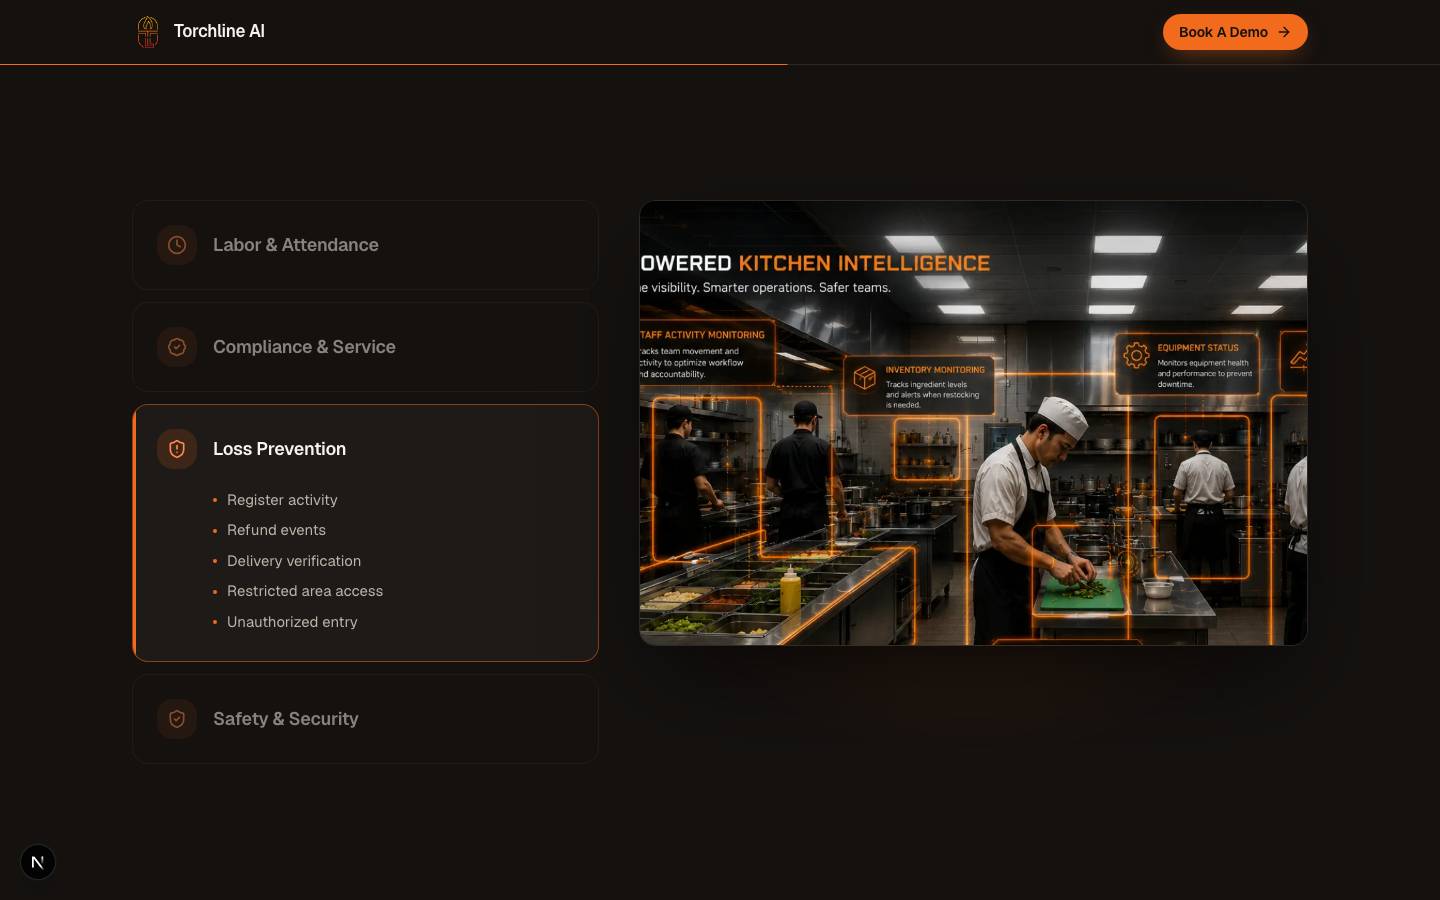 Torchline AI
Book A Demo
Labor & Attendance
Compliance & Service
Loss Prevention
Register activity
Refund events
Delivery verification
Restricted area access
Unauthorized entry
Safety & Security
OWERED KITCHEN INTELLIGENCE
e visibility. Smarter operations. Safer teams.
TAFF ACTIVITY MONITORING
racks team movement and
ctivity to optimize workflow
nd accountability.
INVENTORY MONITORING
Tracks ingredient levels
and alerts when restocking
is needed.
EQUIPMENT STATUS
Monitors equipment health
and performance to prevent
downtime.
N